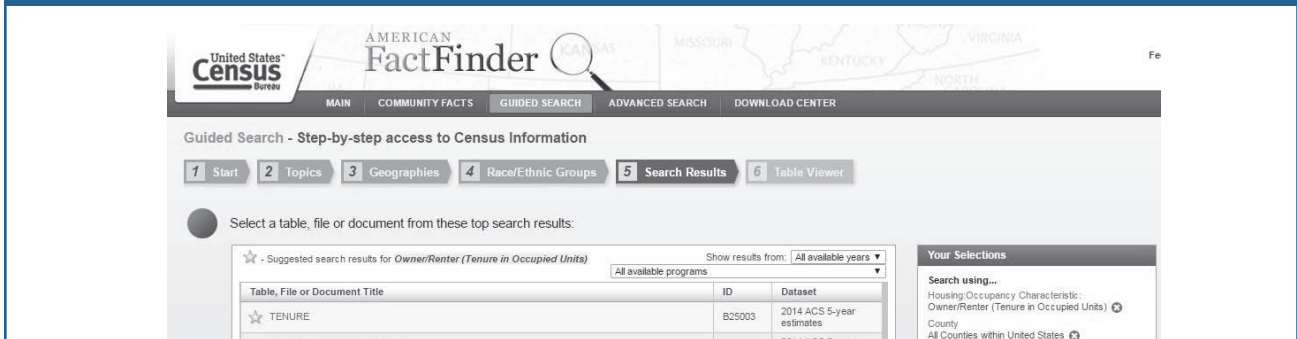 United States™
Census
Bureau
AMERICAN
FactFinder
KANSAS
MISSOURI
KENTUCKY
VIRGINIA
NORTH
CAROLINA
MAIN COMMUNITY FACTS GUIDED SEARCH ADVANCED SEARCH DOWNLOAD CENTER
Guided Search - Step-by-step access to Census Information
1 Start 2 Topics 3 Geographies 4 Race/Ethnic Groups 5 Search Results 6 Table Viewer
Select a table, file or document from these top search results:
- Suggested search results for Owner/Renter (Tenure in Occupied Units)
Show results from: All available years
All available programs
Table, File or Document Title ID Dataset
TENURE B25003 2014 ACS 5-year
estimates
Your Selections
Search using...
Housing:Occupancy Characteristic:
Owner/Renter (Tenure in Occupied Units)
County
All Counties within United States